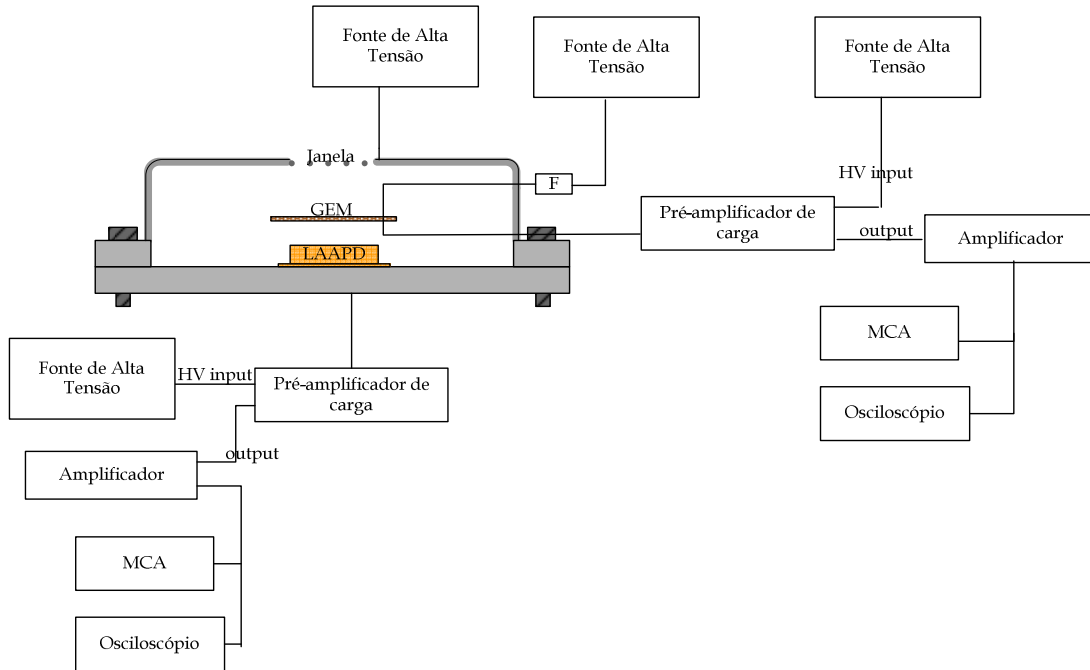 Fonte de Alta
Tensão
Fonte de Alta
Tensão
Fonte de Alta
Tensão
Janela
HV input
F
GEM
Pré-amplificador de
carga
output
Amplificador
LAAPD
MCA
Osciloscópio
Fonte de Alta
Tensão
HV input
Pré-amplificador de
carga
output
Amplificador
MCA
Osciloscópio